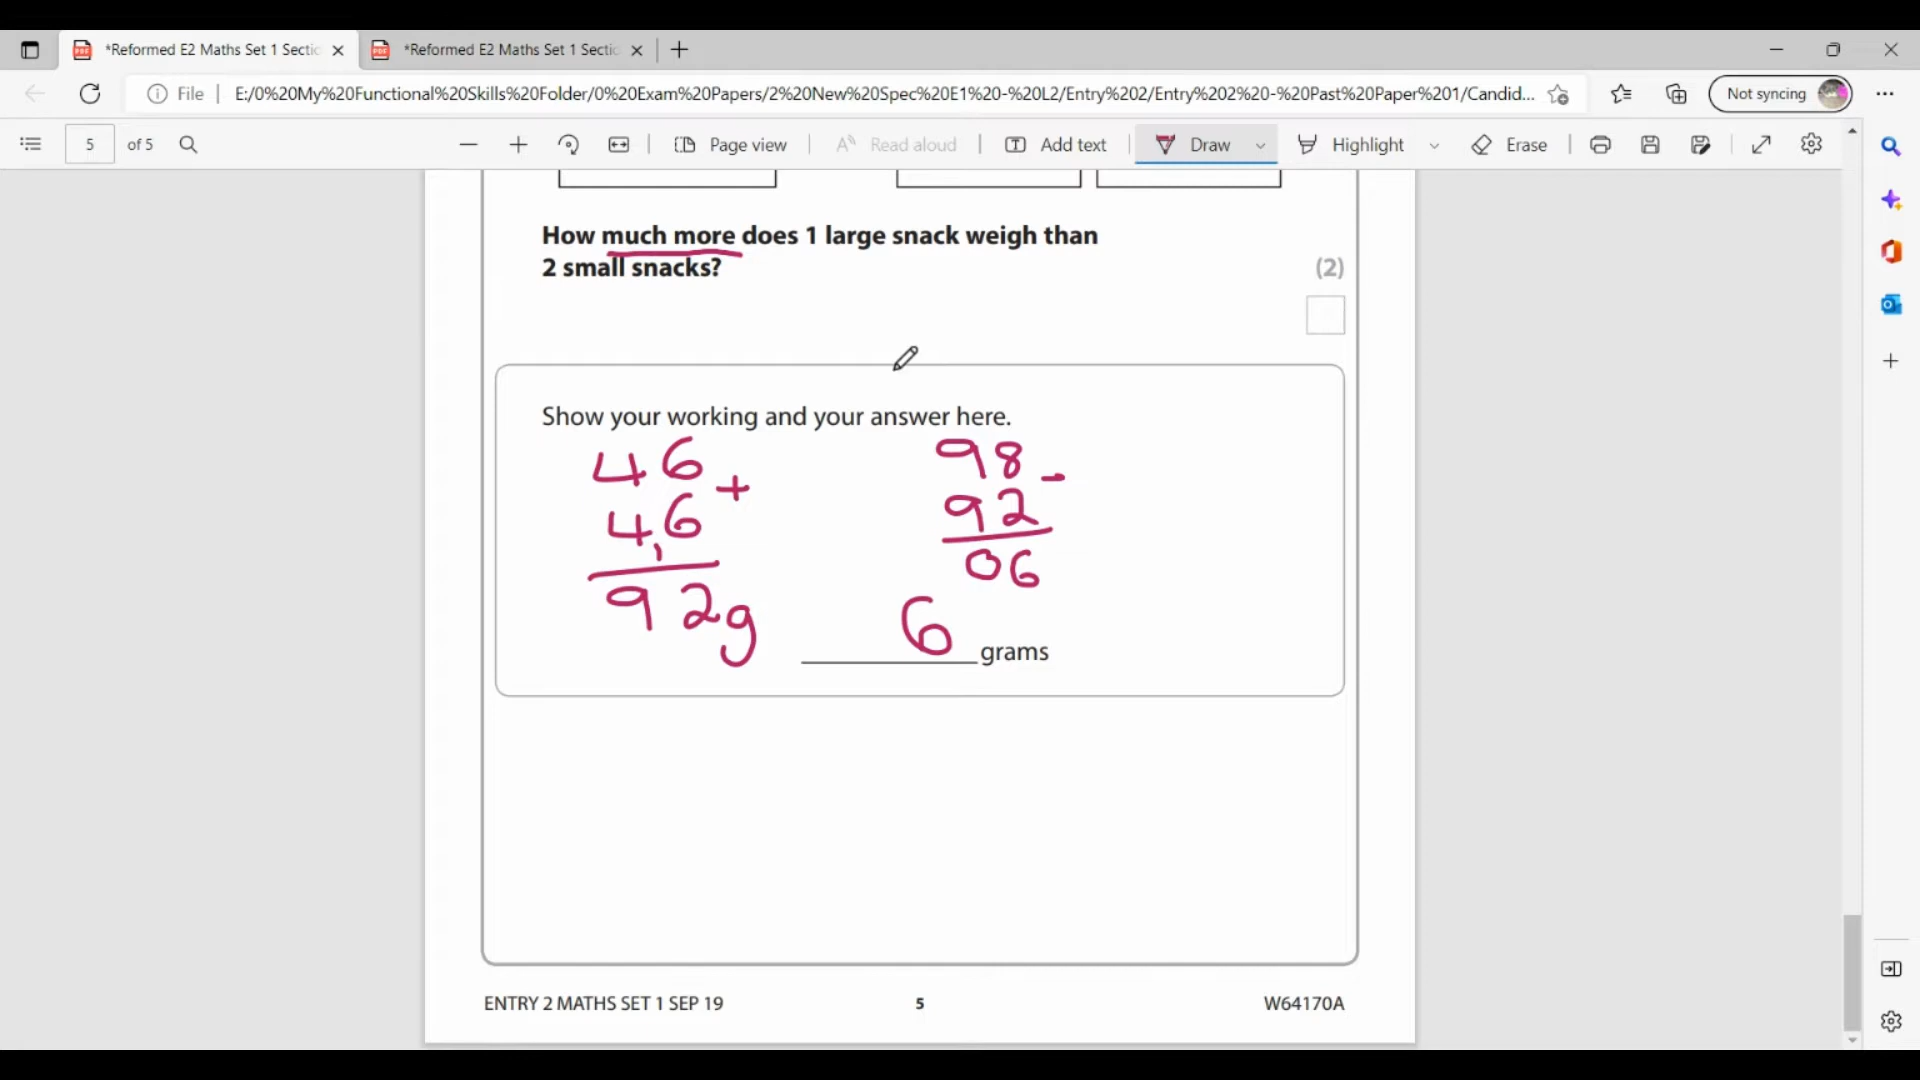 *Reformed E2 Maths Set 1 Sectio
*Reformed E2 Maths Set 1 Sectio
File
E:/0%20My%20Functional%20Skills%20Folder/0%20Exam%20Papers/2%20New%20Spec%20E1%20-%20L2/Entry%202/Entry%202%20-%20Past%20Paper%201/Candid...
Not syncing
5 of 5
Page view
Read aloud
Add text
Draw
Highlight
Erase
How much more does 1 large snack weigh than
2 small snacks?
(2)
Show your working and your answer here.
46 +
46
92g
98 -
92
06
6 grams
ENTRY 2 MATHS SET 1 SEP 19
5
W64170A